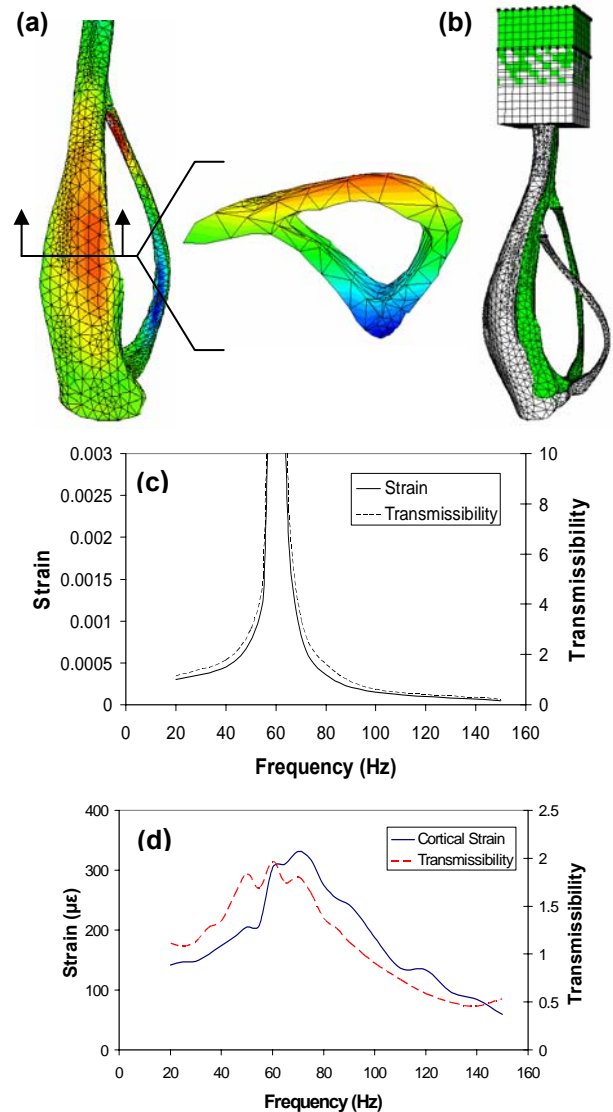 (a)
(b)
(c)
Strain
Transmissibility
0.003
0.0025
0.002
0.0015
0.001
0.0005
0
10
8
6
4
2
0
0 20 40 60 80 100 120 140 160
Strain
Transmissibility
Frequency (Hz)
(d)
Cortical Strain
Transmissibility
400
300
200
100
0
2.5
2
1.5
1
0.5
0
0 20 40 60 80 100 120 140 160
Strain (µε)
Transmissibility
Frequency (Hz)